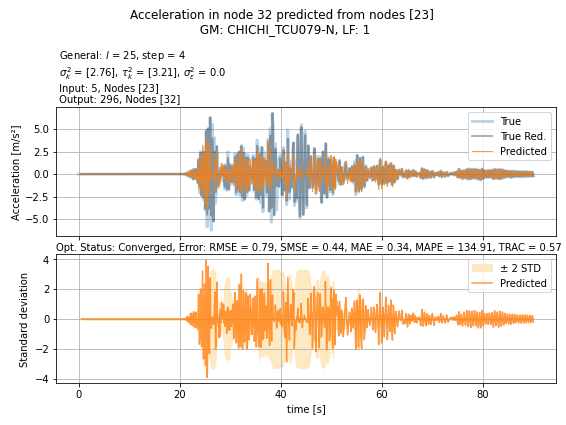 Acceleration in node 32 predicted from nodes [23]
GM: CHICHI_TCU079-N, LF: 1
General: l = 25, step = 4
σ²ₖ = [2.76], τ²ₖ = [3.21], σ²ε = 0.0
Input: 5, Nodes [23]
Output: 296, Nodes [32]
Acceleration [m/s²]
5.0
2.5
0.0
−2.5
−5.0
True
True Red.
Predicted
Opt. Status: Converged, Error: RMSE = 0.79, SMSE = 0.44, MAE = 0.34, MAPE = 134.91, TRAC = 0.57
Standard deviation
4
2
0
−2
−4
± 2 STD
Predicted
0 20 40 60 80
time [s]